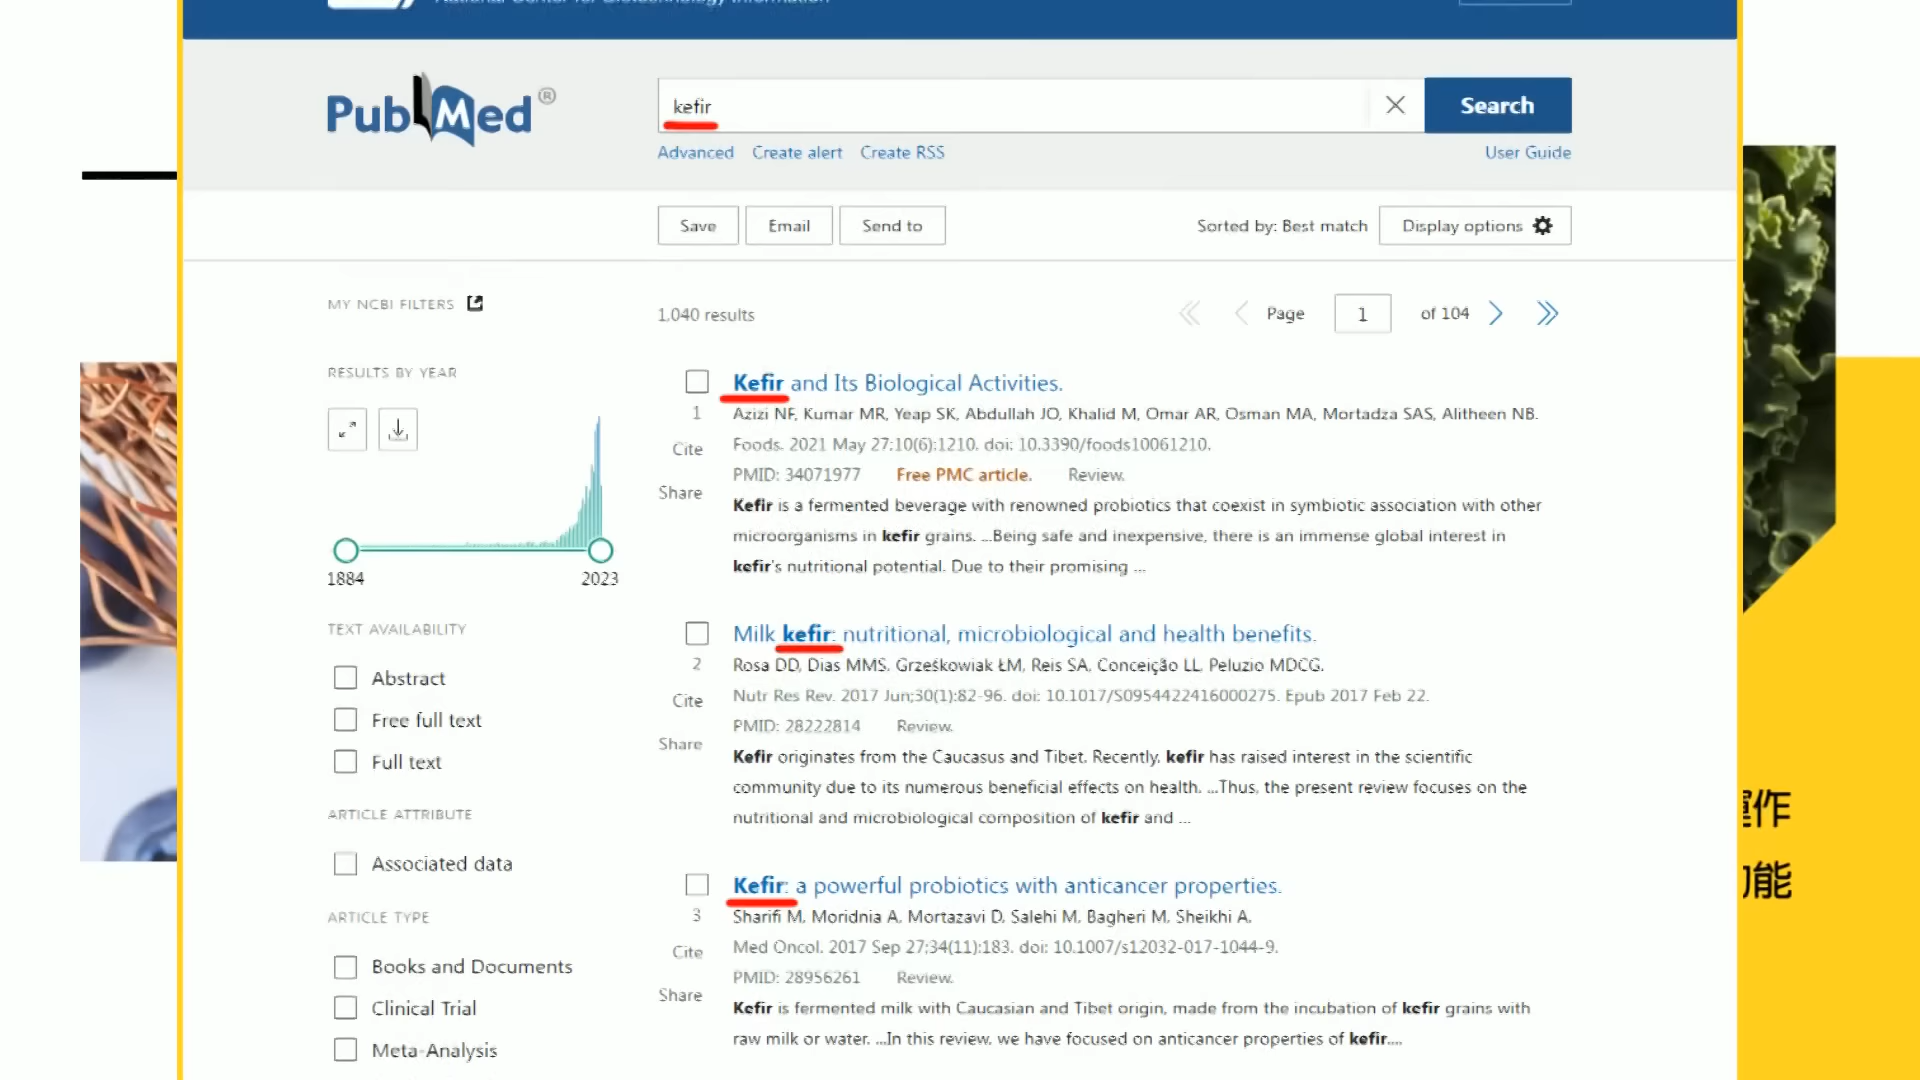 PubMed®
kefir
Search
Advanced Create alert Create RSS
User Guide
Save Email Send to
Sorted by: Best match
Display options
MY NCBI FILTERS
1,040 results
Page 1 of 104
RESULTS BY YEAR
1884 2023
TEXT AVAILABILITY
Abstract
Free full text
Full text
ARTICLE ATTRIBUTE
Associated data
ARTICLE TYPE
Books and Documents
Clinical Trial
Meta-Analysis
Kefir and Its Biological Activities.
1
Cite
Share
Azizi NF, Kumar MR, Yeap SK, Abdullah JO, Khalid M, Omar AR, Osman MA, Mortadza SAS, Alitheen NB.
Foods. 2021 May 27;10(6):1210. doi: 10.3390/foods10061210.
PMID: 34071977 Free PMC article. Review.
Kefir is a fermented beverage with renowned probiotics that coexist in symbiotic association with other
microorganisms in kefir grains. ...Being safe and inexpensive, there is an immense global interest in
kefir's nutritional potential. Due to their promising ...
Milk kefir: nutritional, microbiological and health benefits.
2
Cite
Share
Rosa DD, Dias MMS, Grześkowiak ŁM, Reis SA, Conceição LL, Peluzio MDCG.
Nutr Res Rev. 2017 Jun;30(1):82-96. doi: 10.1017/S0954422416000275. Epub 2017 Feb 22.
PMID: 28222814 Review.
Kefir originates from the Caucasus and Tibet. Recently, kefir has raised interest in the scientific
community due to its numerous beneficial effects on health. ...Thus, the present review focuses on the
nutritional and microbiological composition of kefir and ...
Kefir: a powerful probiotics with anticancer properties.
3
Cite
Share
Sharifi M, Moridnia A, Mortazavi D, Salehi M, Bagheri M, Sheikhi A.
Med Oncol. 2017 Sep 27;34(11):183. doi: 10.1007/s12032-017-1044-9.
PMID: 28956261 Review.
Kefir is fermented milk with Caucasian and Tibet origin, made from the incubation of kefir grains with
raw milk or water. ...In this review, we have focused on anticancer properties of kefir....
作
能